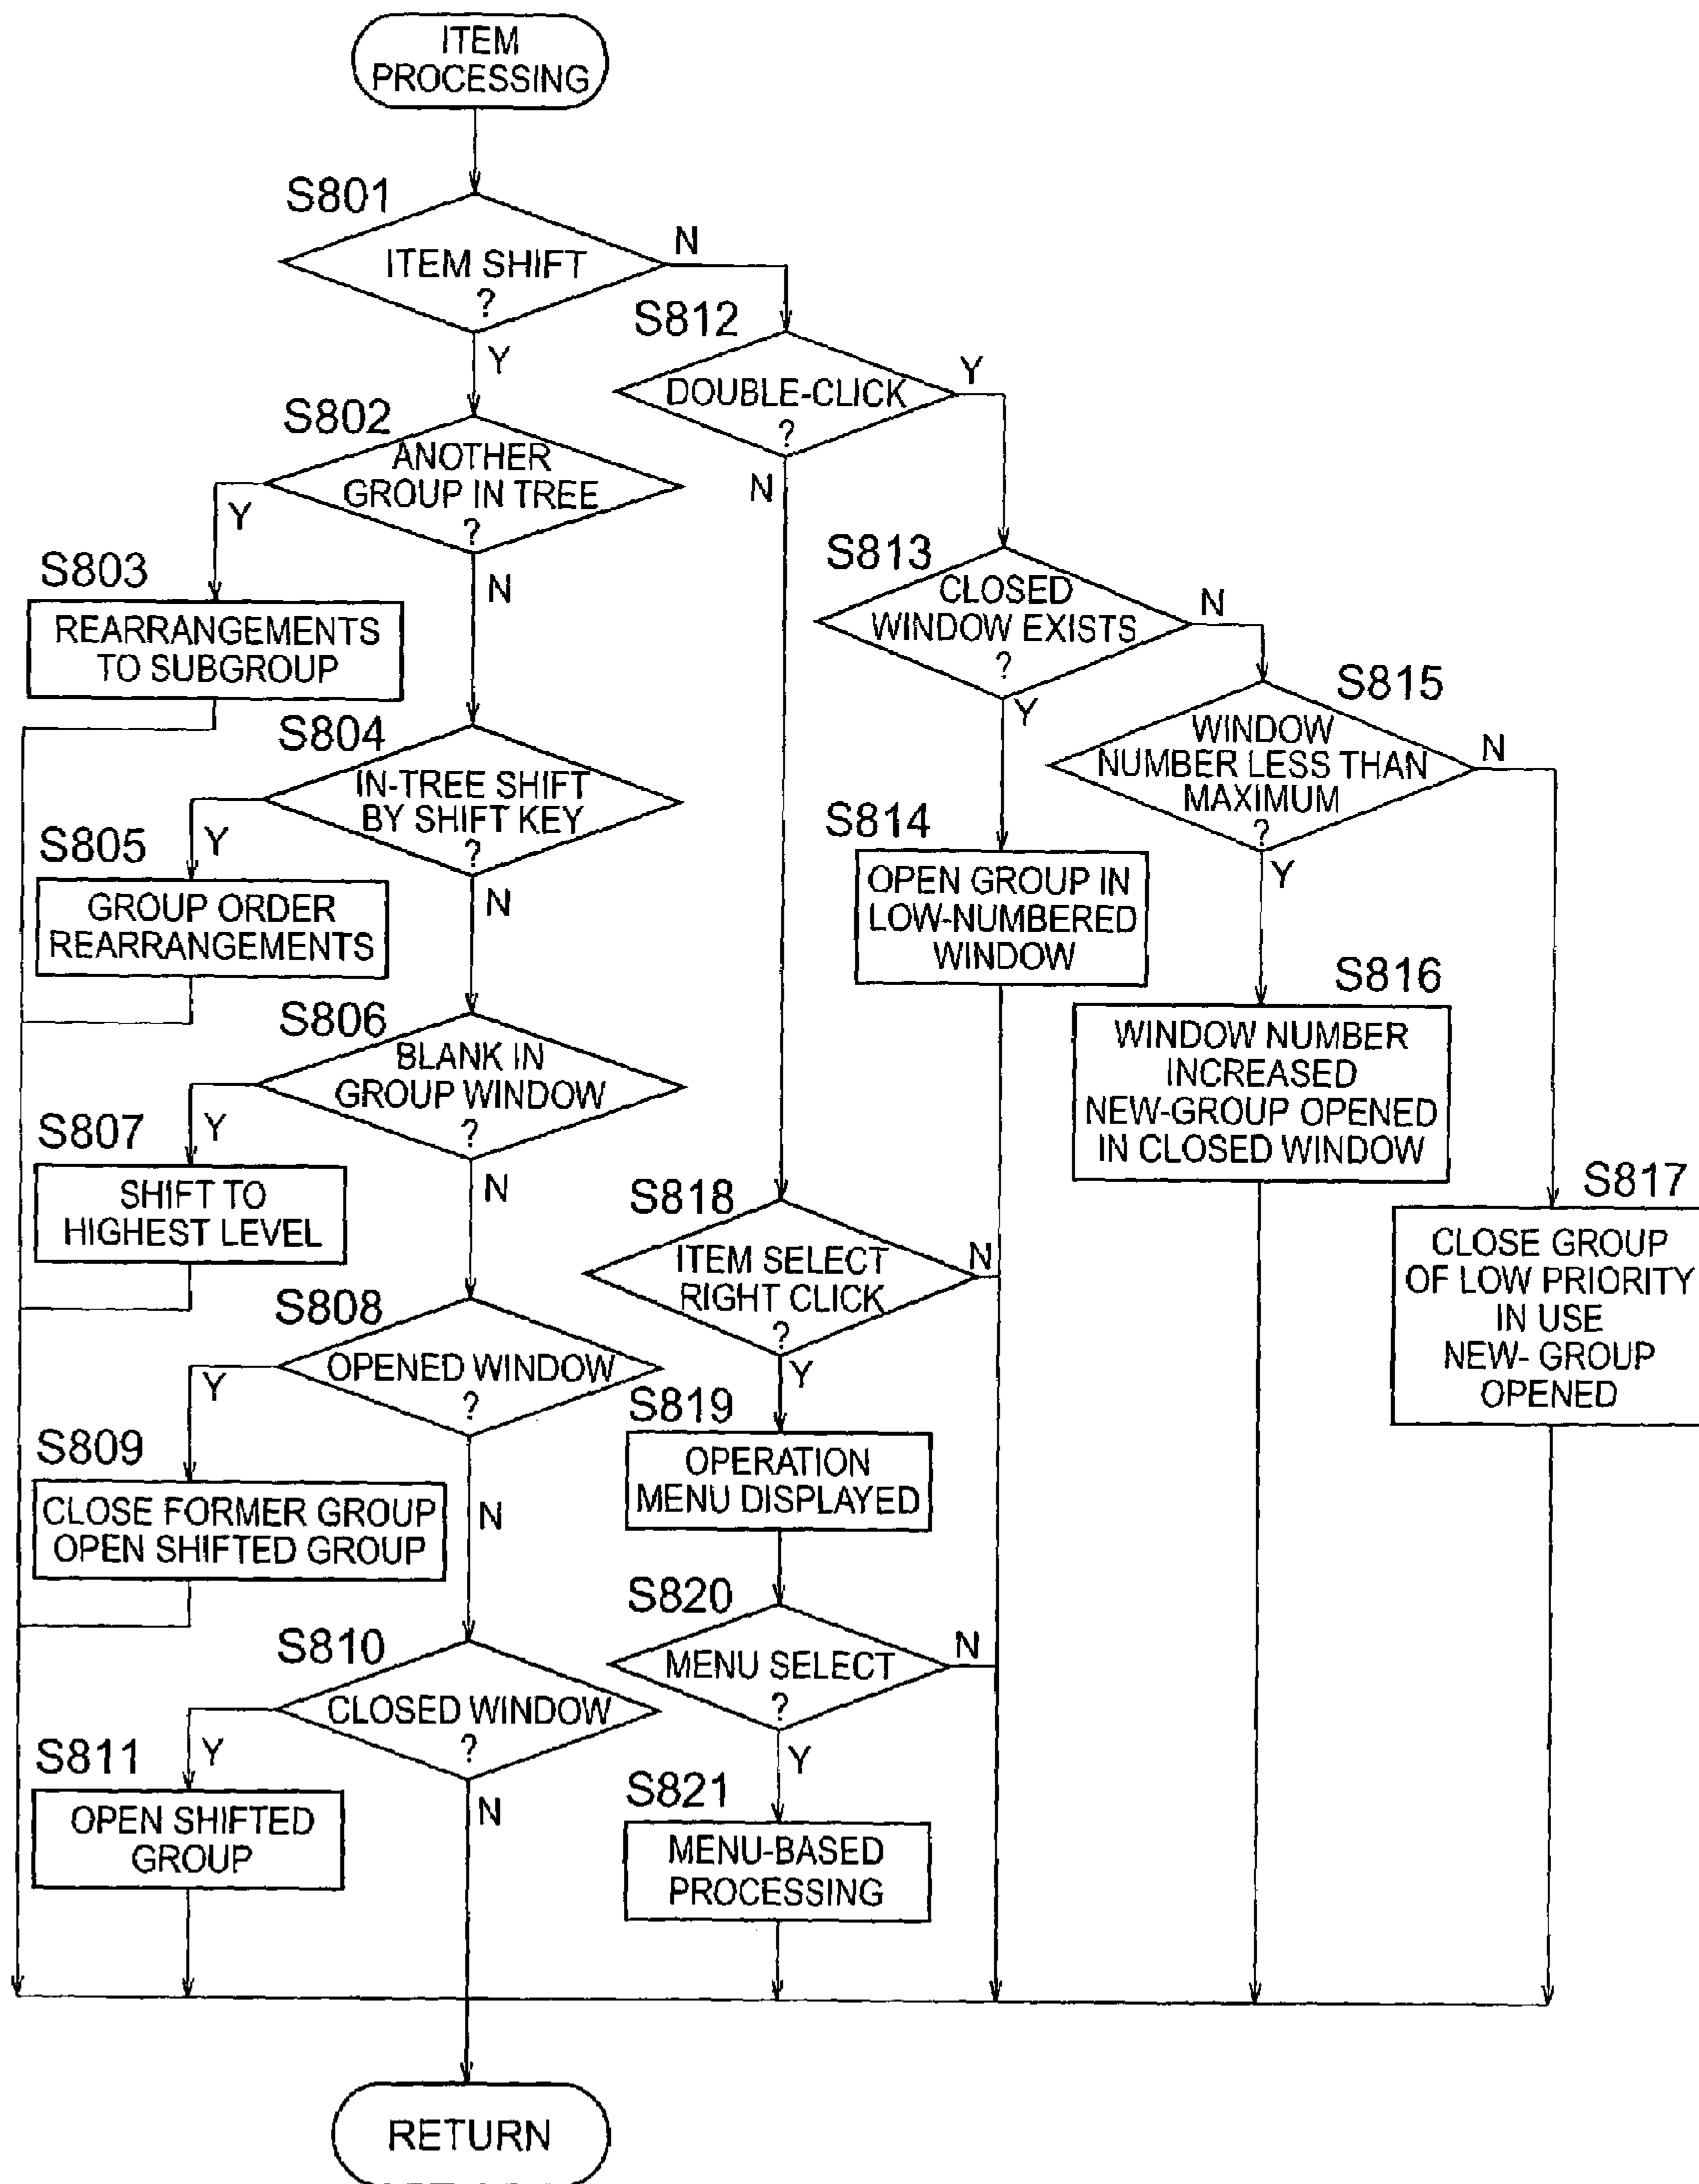 ITEM
PROCESSING
S801
ITEM SHIFT
?
N
Y
S802
ANOTHER
GROUP IN TREE
?
Y
N
S803
REARRANGEMENTS
TO SUBGROUP
S804
IN-TREE SHIFT
BY SHIFT KEY
?
Y
N
S805
GROUP ORDER
REARRANGEMENTS
S806
BLANK IN
GROUP WINDOW
?
Y
N
S807
SHIFT TO
HIGHEST LEVEL
S808
OPENED WINDOW
?
Y
N
S809
CLOSE FORMER GROUP
OPEN SHIFTED GROUP
S810
CLOSED WINDOW
?
Y
N
S811
OPEN SHIFTED
GROUP
S812
DOUBLE-CLICK
?
Y
N
S813
CLOSED
WINDOW EXISTS
?
N
Y
S814
OPEN GROUP IN
LOW-NUMBERED
WINDOW
S815
WINDOW
NUMBER LESS THAN
MAXIMUM
?
N
Y
S816
WINDOW NUMBER
INCREASED
NEW-GROUP OPENED
IN CLOSED WINDOW
S817
CLOSE GROUP
OF LOW PRIORITY
IN USE
NEW- GROUP
OPENED
S818
ITEM SELECT
RIGHT CLICK
?
N
Y
S819
OPERATION
MENU DISPLAYED
S820
MENU SELECT
?
N
Y
S821
MENU-BASED
PROCESSING
RETURN